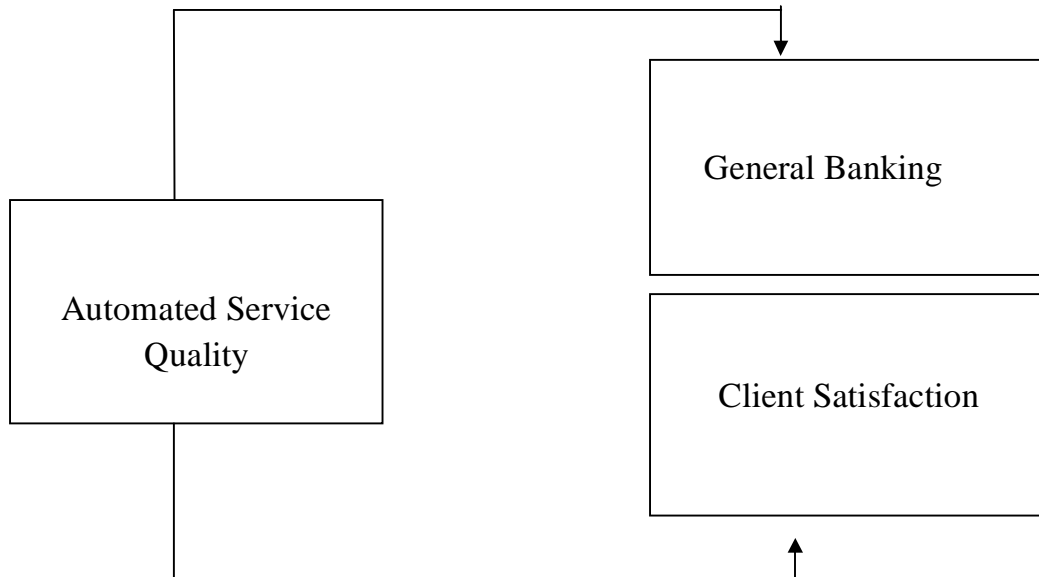 General Banking
Automated Service
Quality
Client Satisfaction